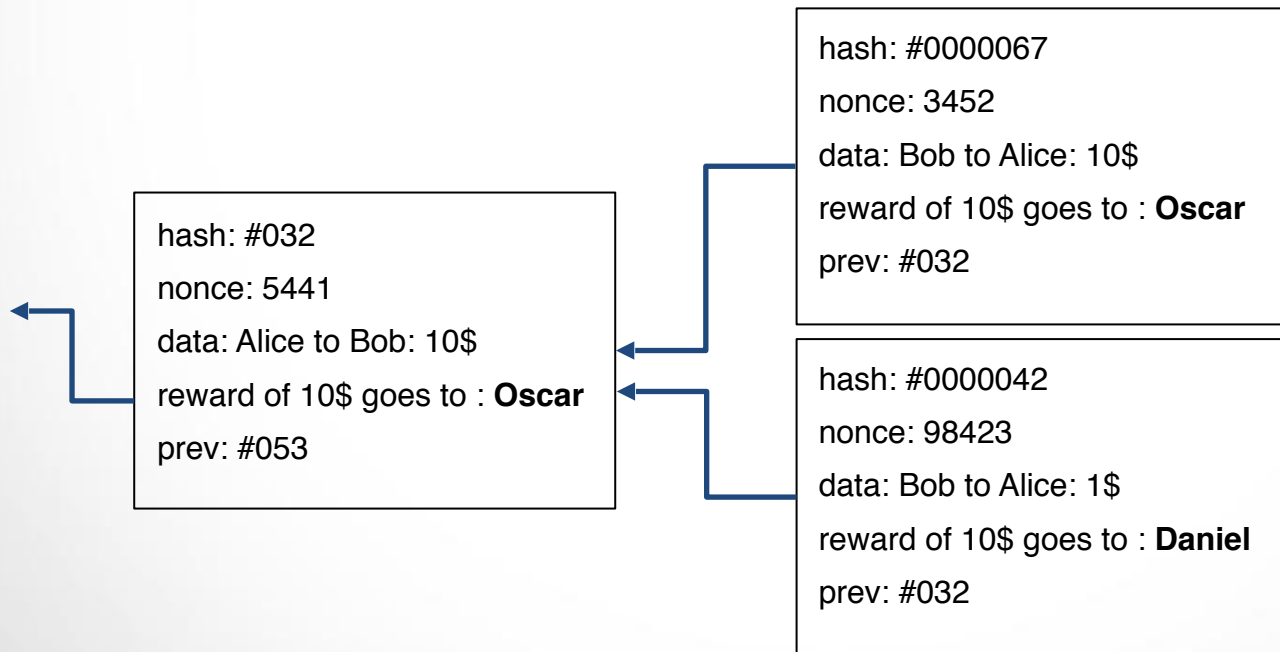 hash: #032
nonce: 5441
data: Alice to Bob: 10$
reward of 10$ goes to : Oscar
prev: #053
hash: #0000067
nonce: 3452
data: Bob to Alice: 10$
reward of 10$ goes to : Oscar
prev: #032
hash: #0000042
nonce: 98423
data: Bob to Alice: 1$
reward of 10$ goes to : Daniel
prev: #032